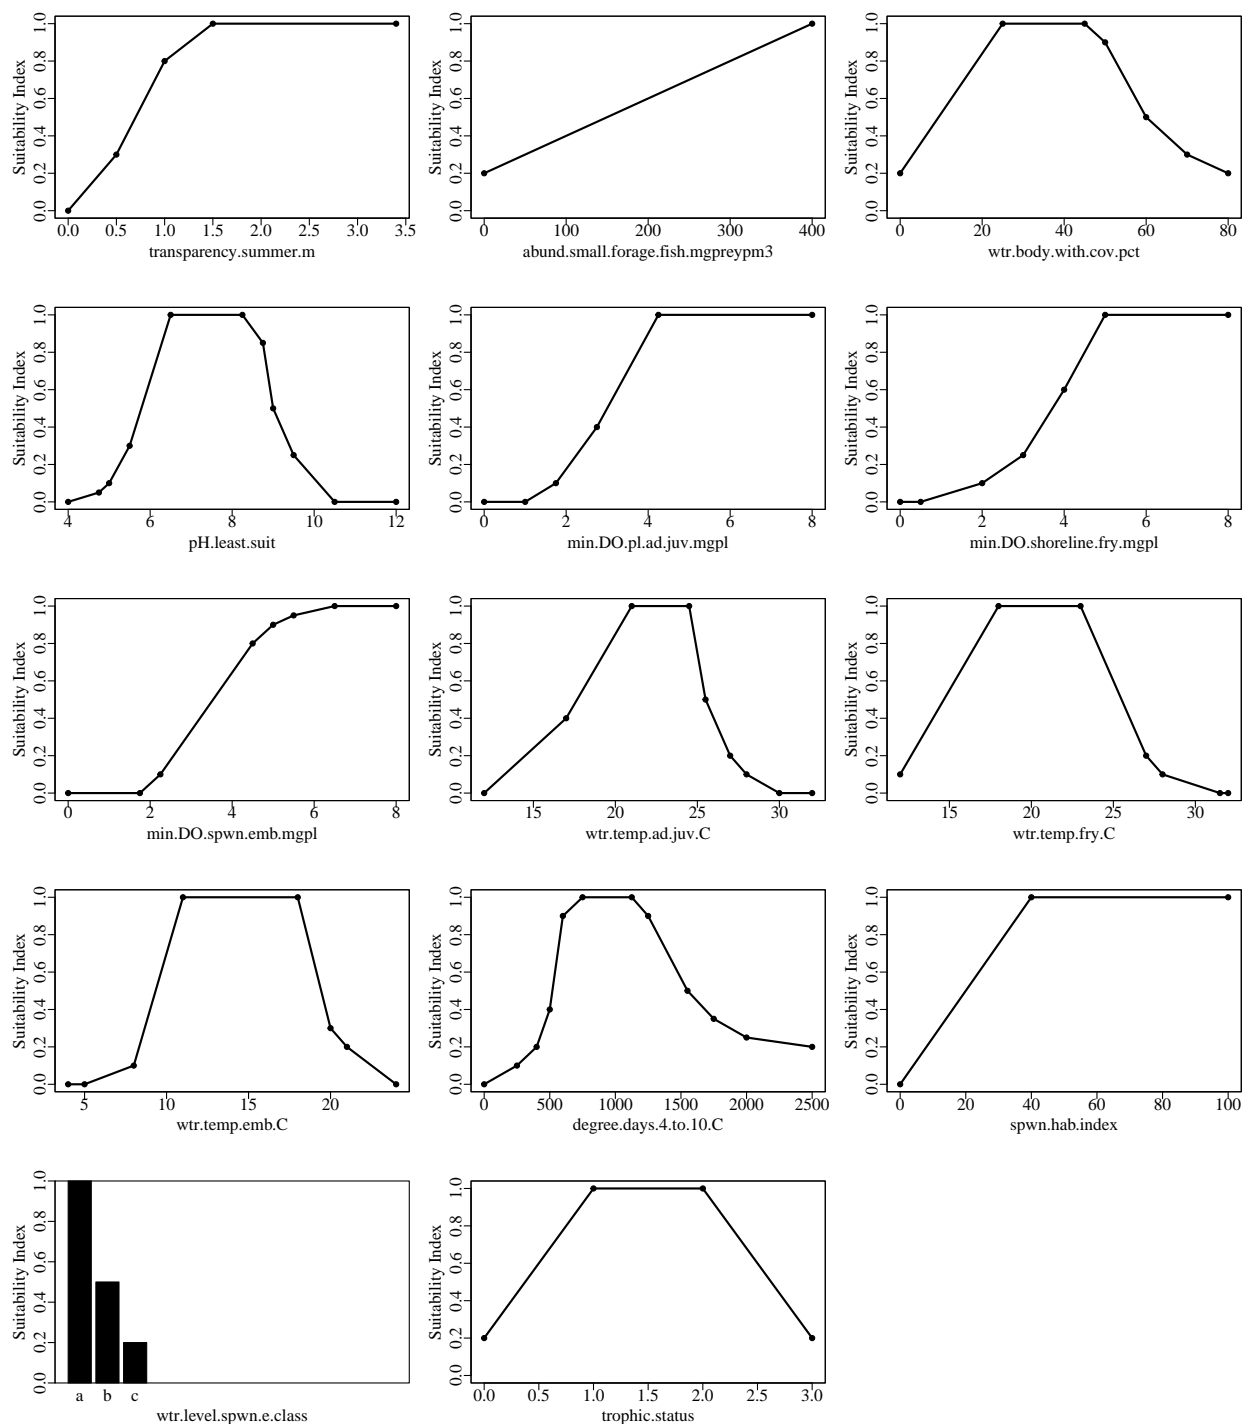 Suitability Index
0.0 0.2 0.4 0.6 0.8 1.0
0.0 0.5 1.0 1.5 2.0 2.5 3.0 3.5
transparency.summer.m
Suitability Index
0.0 0.2 0.4 0.6 0.8 1.0
0 100 200 300 400
abund.small.forage.fish.mgpreypm3
Suitability Index
0.0 0.2 0.4 0.6 0.8 1.0
0 20 40 60 80
wtr.body.with.cov.pct
Suitability Index
0.0 0.2 0.4 0.6 0.8 1.0
4 6 8 10 12
pH.least.suit
Suitability Index
0.0 0.2 0.4 0.6 0.8 1.0
0 2 4 6 8
min.DO.pl.ad.juv.mgpl
Suitability Index
0.0 0.2 0.4 0.6 0.8 1.0
0 2 4 6 8
min.DO.shoreline.fry.mgpl
Suitability Index
0.0 0.2 0.4 0.6 0.8 1.0
0 2 4 6 8
min.DO.spwn.emb.mgpl
Suitability Index
0.0 0.2 0.4 0.6 0.8 1.0
15 20 25 30
wtr.temp.ad.juv.C
Suitability Index
0.0 0.2 0.4 0.6 0.8 1.0
15 20 25 30
wtr.temp.fry.C
Suitability Index
0.0 0.2 0.4 0.6 0.8 1.0
5 10 15 20
wtr.temp.emb.C
Suitability Index
0.0 0.2 0.4 0.6 0.8 1.0
0 500 1000 1500 2000 2500
degree.days.4.to.10.C
Suitability Index
0.0 0.2 0.4 0.6 0.8 1.0
0 20 40 60 80 100
spwn.hab.index
Suitability Index
0.0 0.2 0.4 0.6 0.8 1.0
a b c
wtr.level.spwn.e.class
Suitability Index
0.0 0.2 0.4 0.6 0.8 1.0
0.0 0.5 1.0 1.5 2.0 2.5 3.0
trophic.status